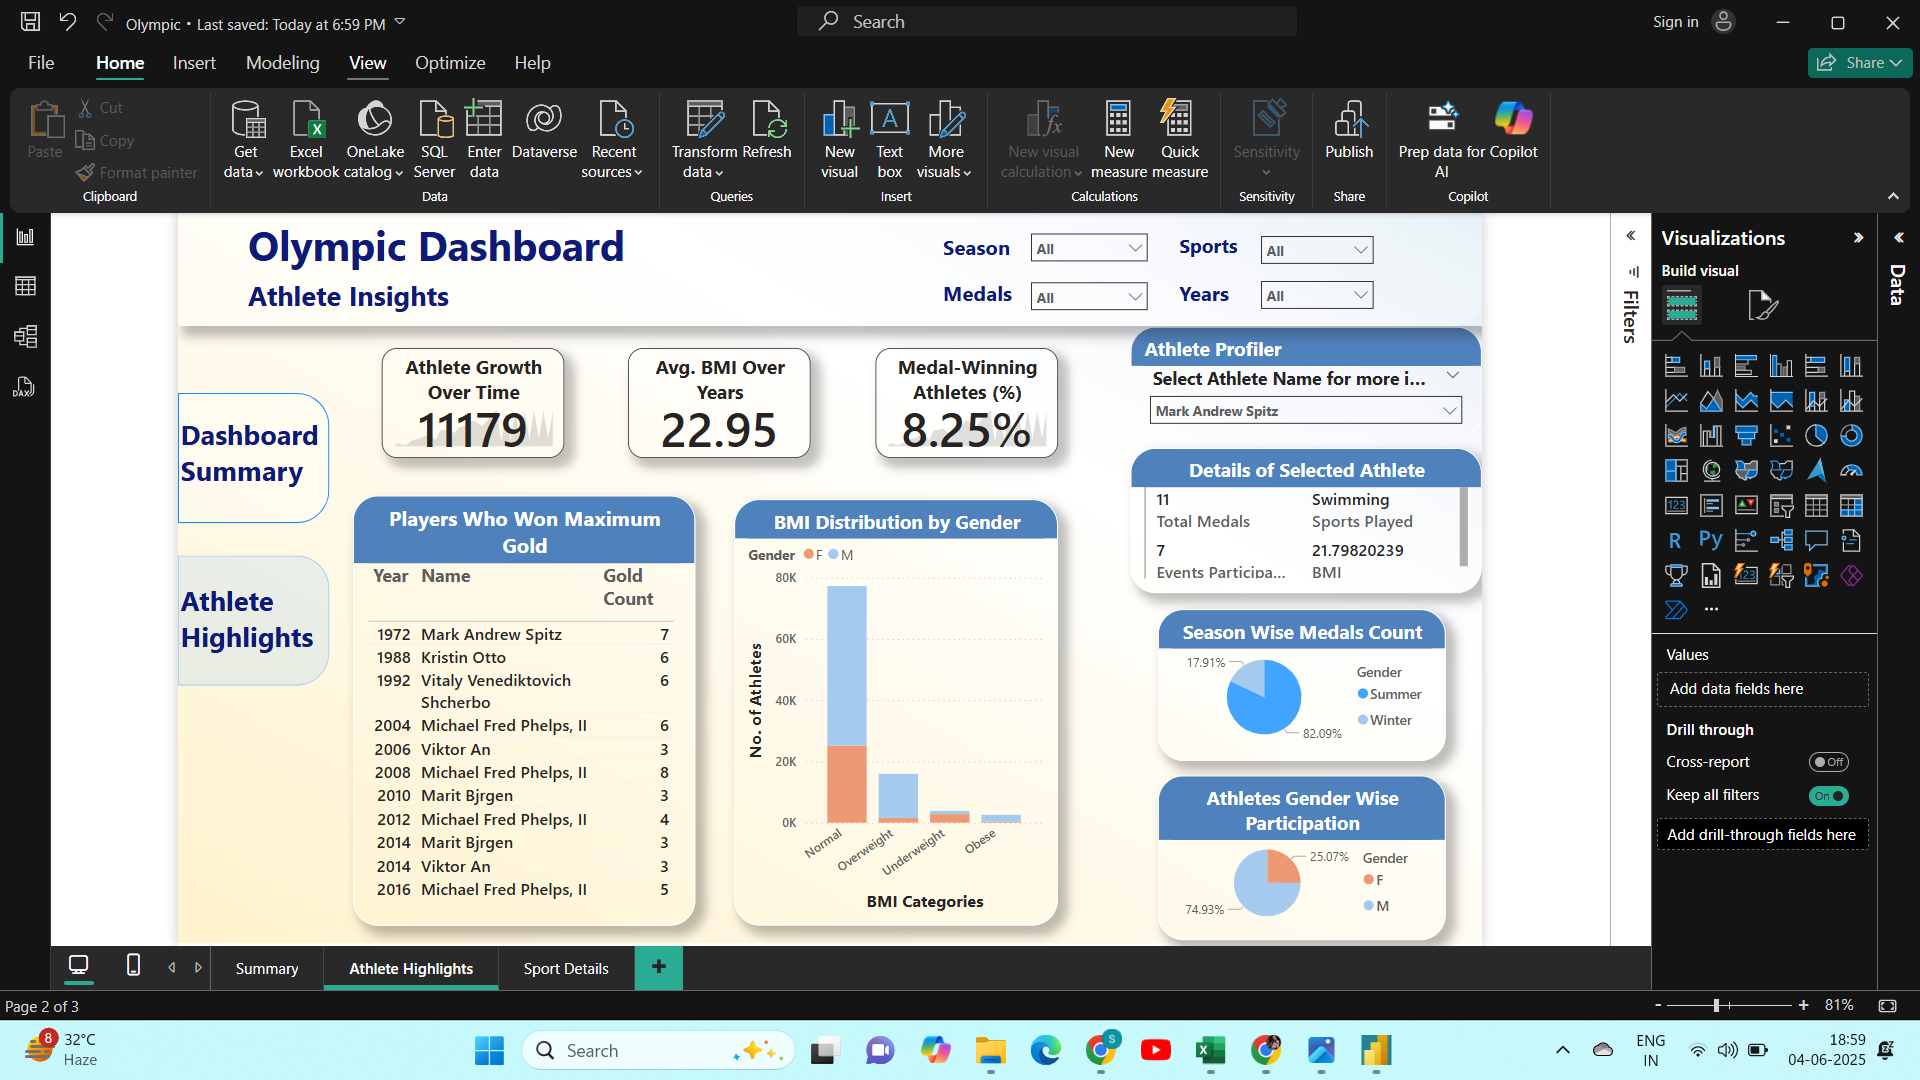 Olympic • Last saved: Today at 6:59 PM
Search
Sign in
File Home Insert Modeling View Optimize Help
Share
Paste
Cut
Copy
Format painter
Clipboard
Get data
Excel workbook
OneLake catalog
SQL Server
Enter data
Dataverse
Recent sources
Data
Transform data
Refresh
Queries
New visual
Text box
More visuals
Insert
New visual calculation
New measure
Quick measure
Calculations
Sensitivity
Sensitivity
Publish
Share
Prep data for AI
Copilot
Copilot
Olympic Dashboard
Athlete Insights
Season All
Sports All
Medals All
Years All
Dashboard
Summary
Athlete
Highlights
Athlete Growth
Over Time
11179
Avg. BMI Over
Years
22.95
Medal-Winning
Athletes (%)
8.25%
Players Who Won Maximum
Gold
Year Name Gold Count
1972 Mark Andrew Spitz 7
1988 Kristin Otto 6
1992 Vitaly Venediktovich Shcherbo 6
2004 Michael Fred Phelps, II 6
2006 Viktor An 3
2008 Michael Fred Phelps, II 8
2010 Marit Bjrgen 3
2012 Michael Fred Phelps, II 4
2014 Marit Bjrgen 3
2014 Viktor An 3
2016 Michael Fred Phelps, II 5
BMI Distribution by Gender
Gender F M
80K
60K
40K
20K
0K
No. of Athletes
Normal
Overweight
Underweight
Obese
BMI Categories
Athlete Profiler
Select Athlete Name for more i...
Mark Andrew Spitz
Details of Selected Athlete
11 Swimming
Total Medals Sports Played
7 21.79820239
Events Participa... BMI
Season Wise Medals Count
17.91%
82.09%
Gender
Summer
Winter
Athletes Gender Wise
Participation
25.07%
74.93%
Gender
F
M
Filters
Visualizations
Build visual
Values
Add data fields here
Drill through
Cross-report Off
Keep all filters On
Add drill-through fields here
Data
DAX
123
R Py
123
Summary
Athlete Highlights
Sport Details
+
Page 2 of 3
- + 81%
8
32°C
Haze
Search
S
ENG
IN
18:59
04-06-2025